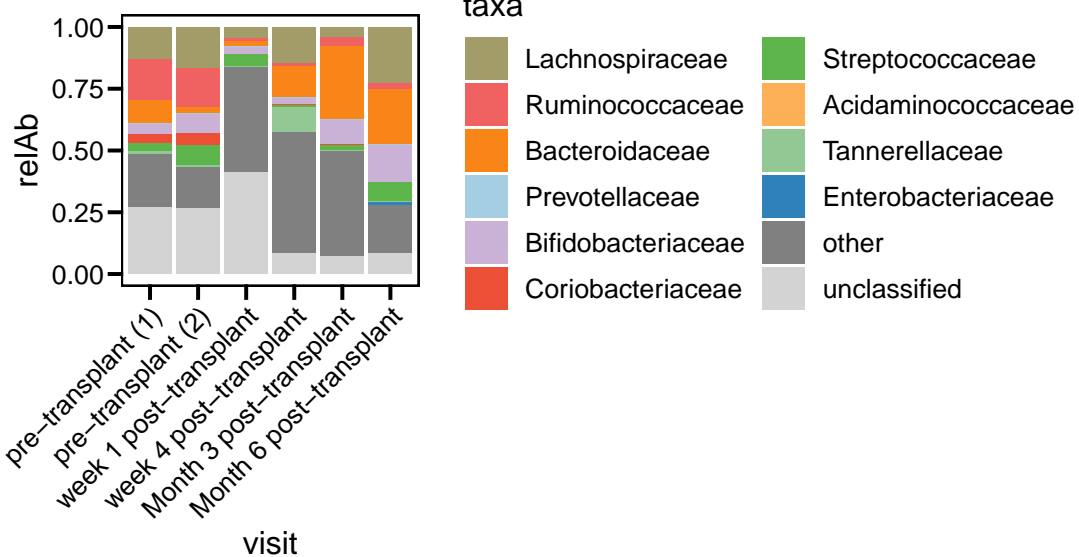 taxa
1.00
0.75
0.50
0.25
0.00
relAb
pre−transplant (1)
pre−transplant (2)
week 1 post−transplant
week 4 post−transplant
Month 3 post−transplant
Month 6 post−transplant
visit
Lachnospiraceae
Ruminococcaceae
Bacteroidaceae
Prevotellaceae
Bifidobacteriaceae
Coriobacteriaceae
Streptococcaceae
Acidaminococcaceae
Tannerellaceae
Enterobacteriaceae
other
unclassified